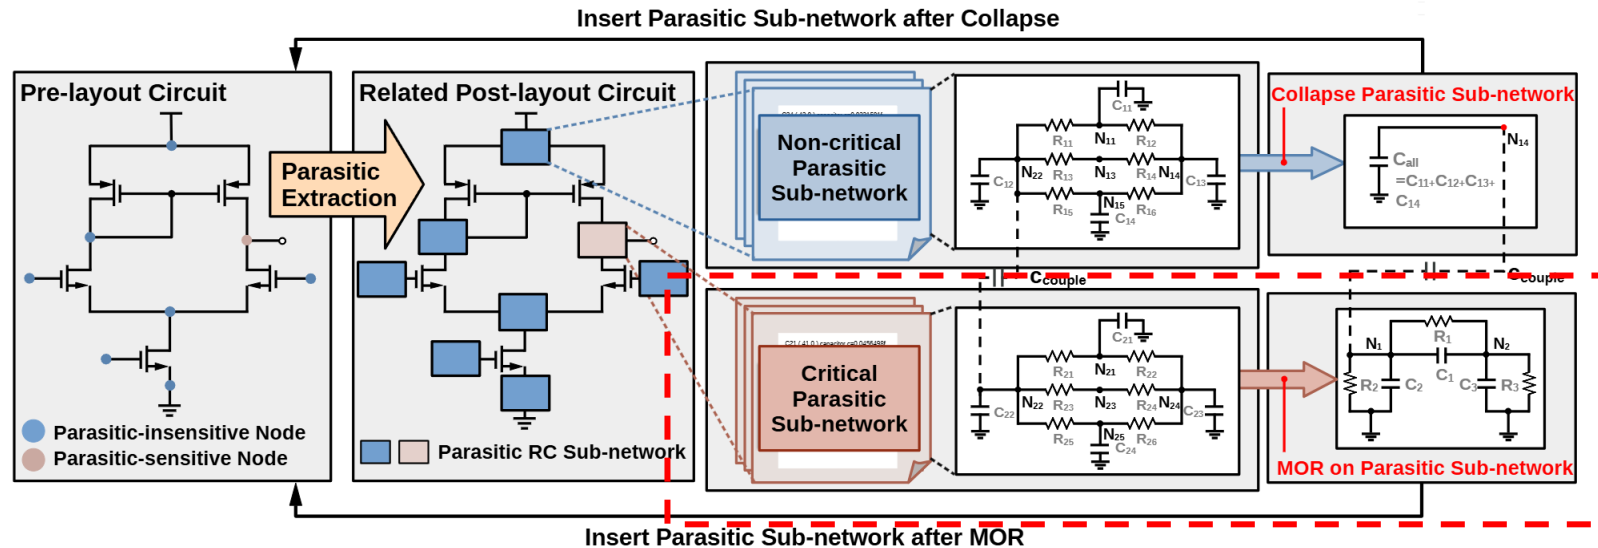 Insert Parasitic Sub-network after Collapse
Pre-layout Circuit
Parasitic-insensitive Node
Parasitic-sensitive Node
Parasitic
Extraction
Related Post-layout Circuit
Parasitic RC Sub-network
Non-critical
Parasitic
Sub-network
C11
R11 N11 R12
C12 N22 R13 N13 R14 N14 C13
R15 N15 C14 R16
Collapse Parasitic Sub-network
N14
Call
=C11+C12+C13+
C14
Ccouple
Ccouple
Critical
Parasitic
Sub-network
C21
R21 N21 R22
C22 N22 R23 N23 R24 N24 C23
R25 N25 C24 R26
N1 R1 N2
R2 C2 C1 C3 R3
MOR on Parasitic Sub-network
Insert Parasitic Sub-network after MOR